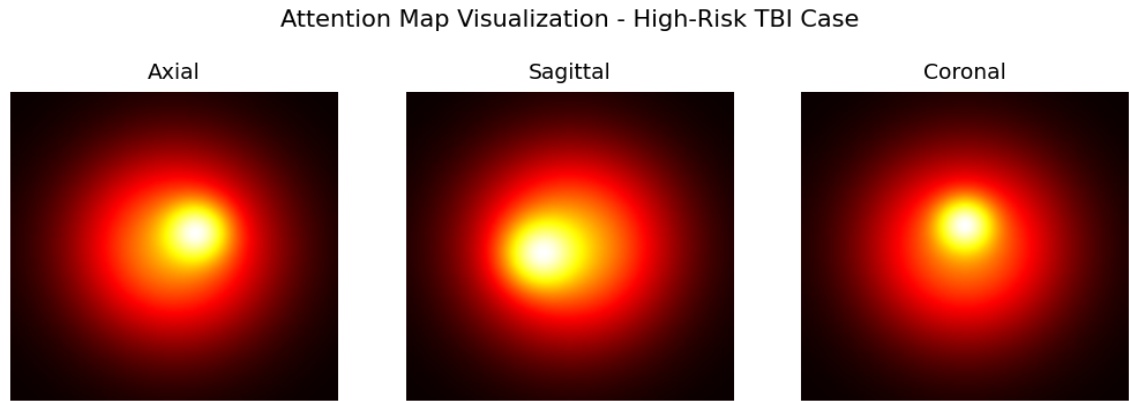 Attention Map Visualization - High-Risk TBI Case
Axial
Sagittal
Coronal